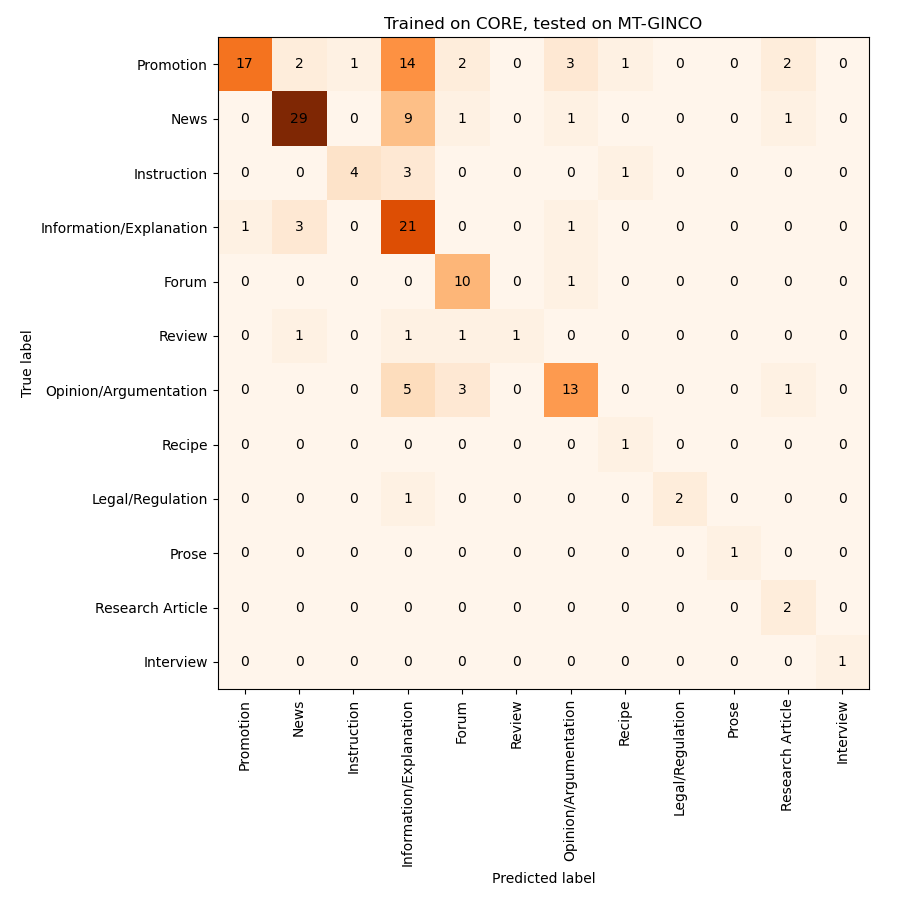 Trained on CORE, tested on MT-GINCO
True label
Promotion 17 2 1 14 2 0 3 1 0 0 2 0
News 0 29 0 9 1 0 1 0 0 0 1 0
Instruction 0 0 4 3 0 0 0 1 0 0 0 0
Information/Explanation 1 3 0 21 0 0 1 0 0 0 0 0
Forum 0 0 0 0 10 0 1 0 0 0 0 0
Review 0 1 0 1 1 1 0 0 0 0 0 0
Opinion/Argumentation 0 0 0 5 3 0 13 0 0 0 1 0
Recipe 0 0 0 0 0 0 0 1 0 0 0 0
Legal/Regulation 0 0 0 1 0 0 0 0 2 0 0 0
Prose 0 0 0 0 0 0 0 0 0 1 0 0
Research Article 0 0 0 0 0 0 0 0 0 0 2 0
Interview 0 0 0 0 0 0 0 0 0 0 0 1
Promotion
News
Instruction
Information/Explanation
Forum
Review
Opinion/Argumentation
Recipe
Legal/Regulation
Prose
Research Article
Interview
Predicted label